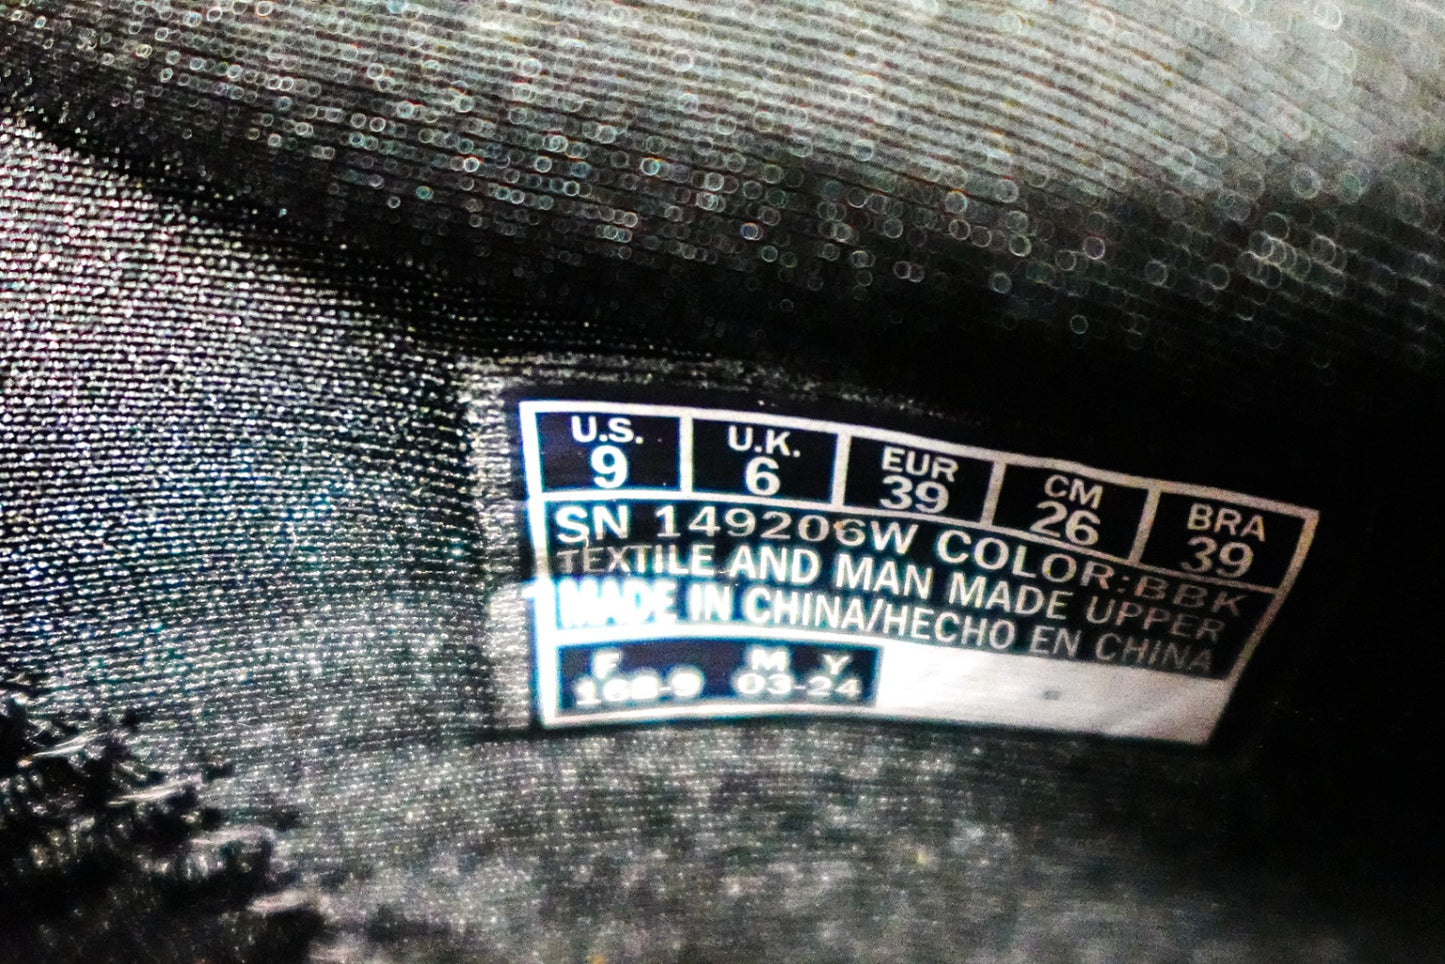 U.S. U.K. EUR CM BRA
9 6 39 26 39
SN 149206W COLOR:BBK
TEXTILE AND MAN MADE UPPER
MADE IN CHINA/HECHO EN CHINA
F M Y
03-24